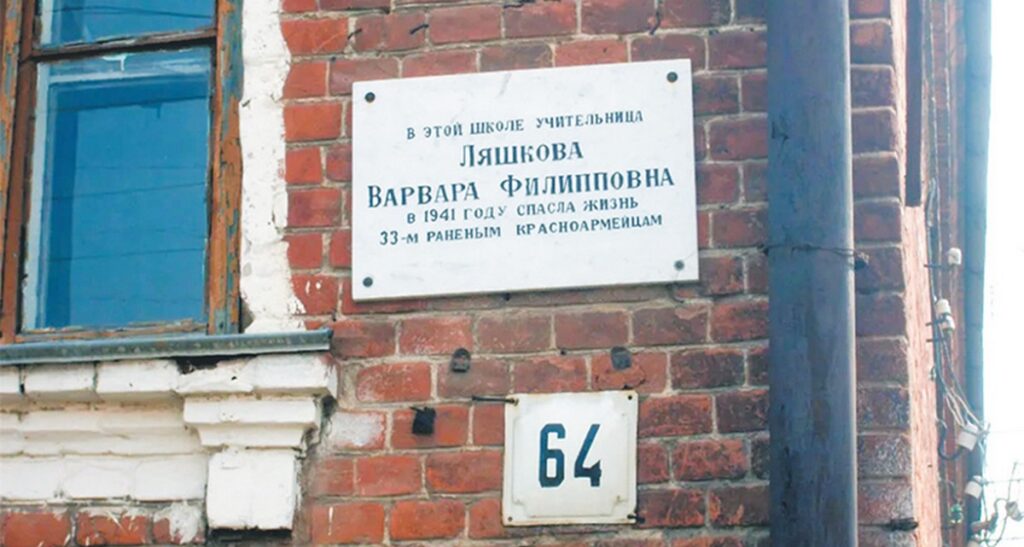 В ЭТОЙ ШКОЛЕ УЧИТЕЛЬНИЦА
ЛЯШКОВА
ВАРВАРА ФИЛИППОВНА
В 1941 ГОДУ СПАСЛА ЖИЗНЬ
33-М РАНЕНЫМ КРАСНОАРМЕЙЦАМ
64